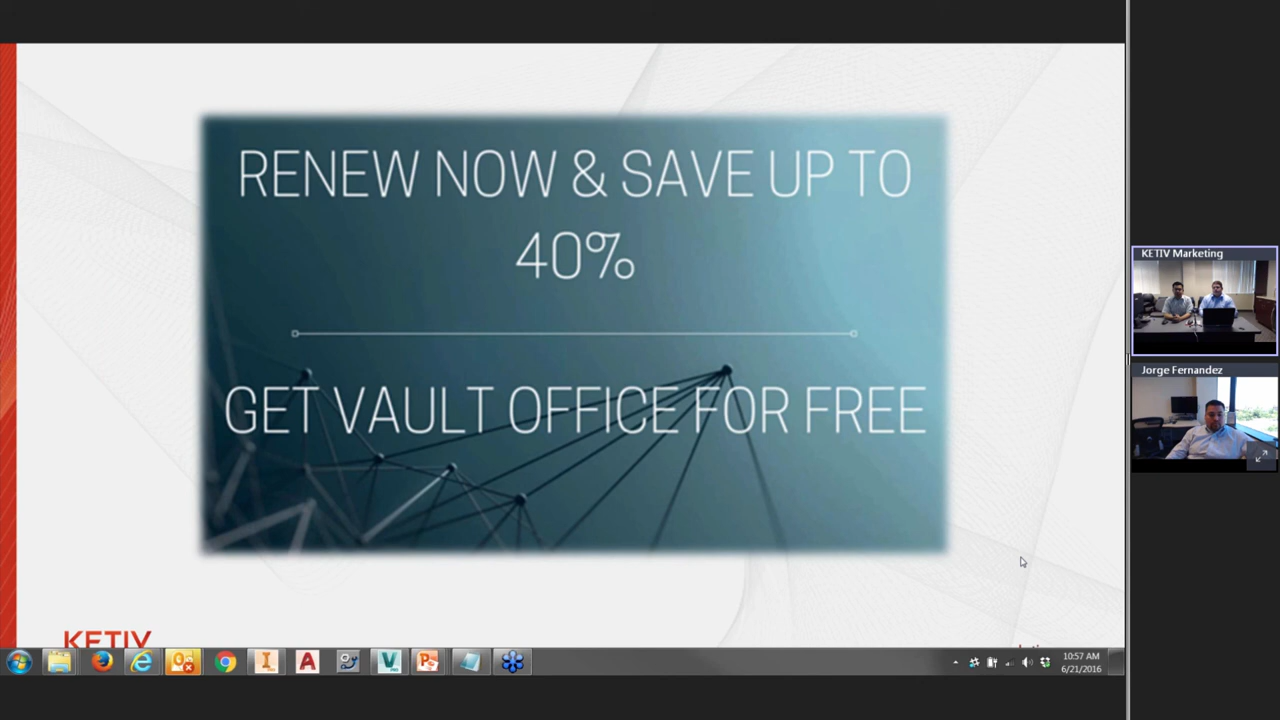 RENEW NOW & SAVE UP TO
40%
GET VAULT OFFICE FOR FREE
KETIV Marketing
Jorge Fernandez
KETIV
10:57 AM
6/21/2016